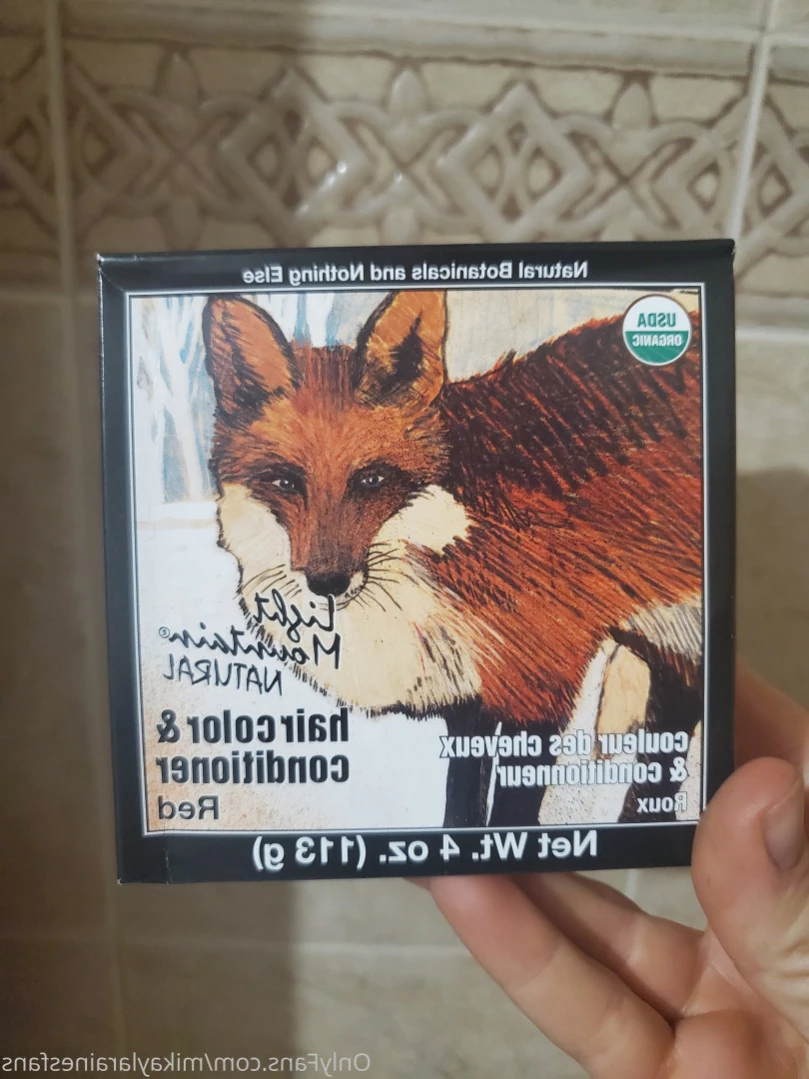 Natural Botanicals and Nothing Else
USDA
ORGANIC
Light
Mountain®
NATURAL
hair color &
conditioner
Red
couleur des cheveux
& conditionneur
Roux
Net Wt. 4 oz. (113 g)
OnlyFans.com/mikaylarainesfans